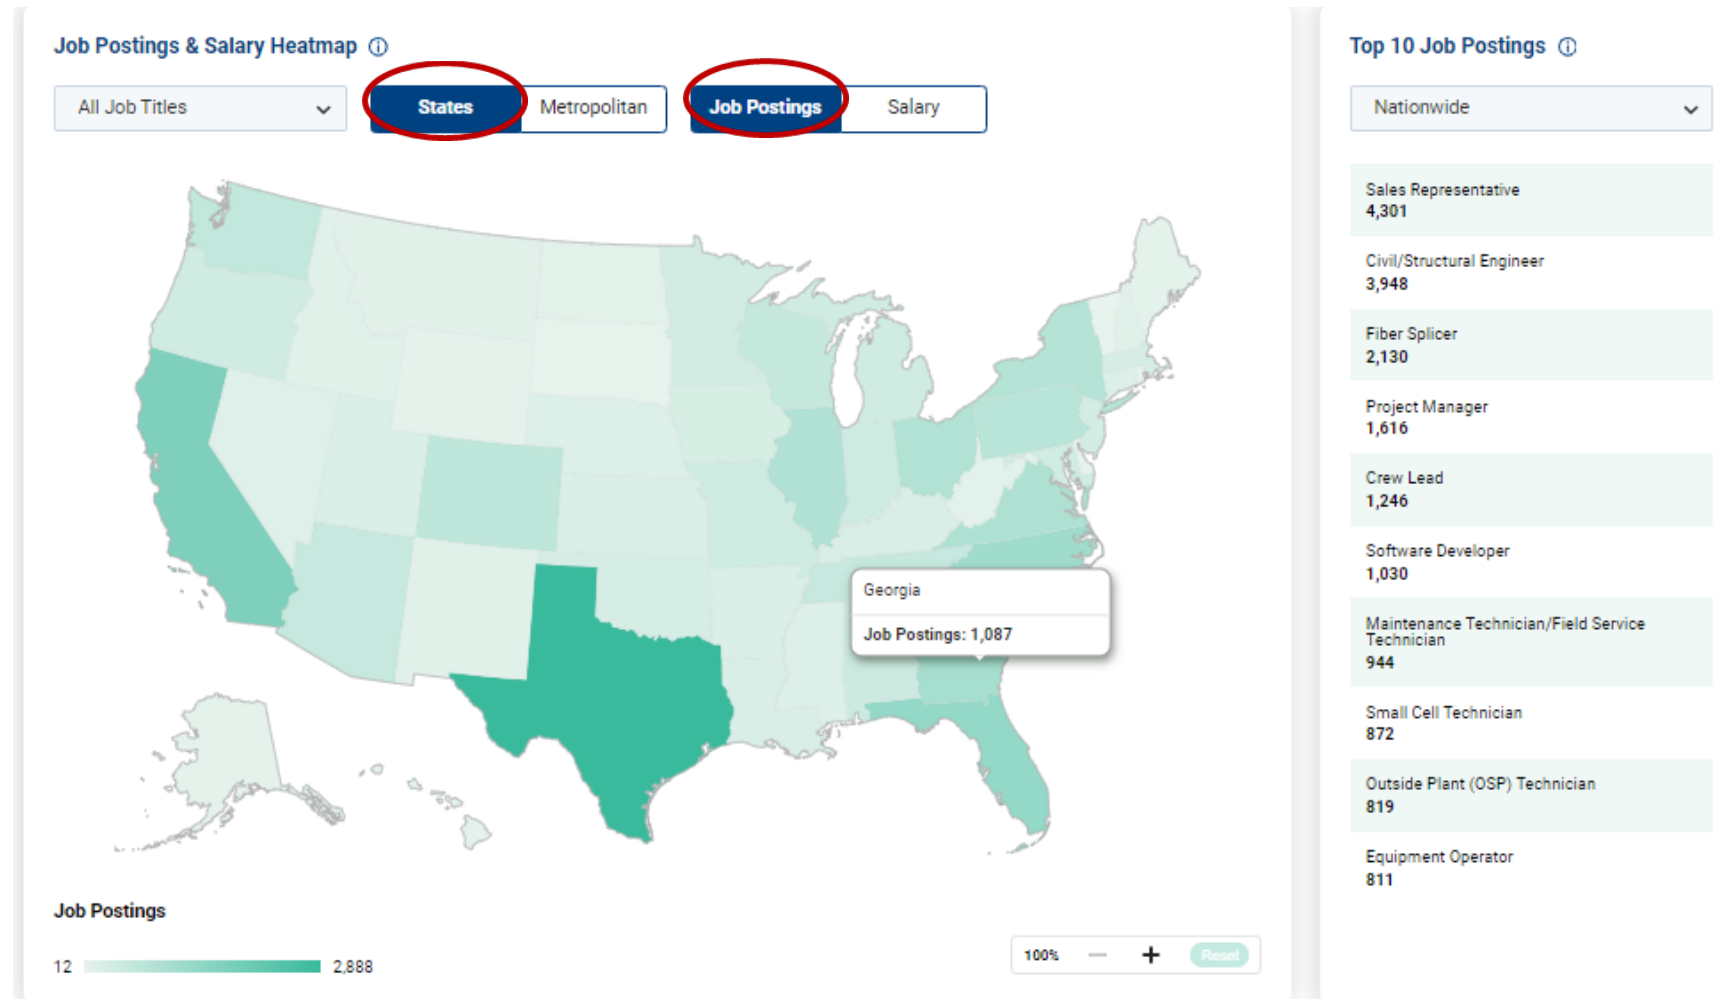 Job Postings & Salary Heatmap
All Job Titles
States
Metropolitan
Job Postings
Salary
Georgia
Job Postings: 1,087
Job Postings
12
2,888
100%
Reset
Top 10 Job Postings
Nationwide
Sales Representative
4,301
Civil/Structural Engineer
3,948
Fiber Splicer
2,130
Project Manager
1,616
Crew Lead
1,246
Software Developer
1,030
Maintenance Technician/Field Service
Technician
944
Small Cell Technician
872
Outside Plant (OSP) Technician
819
Equipment Operator
811